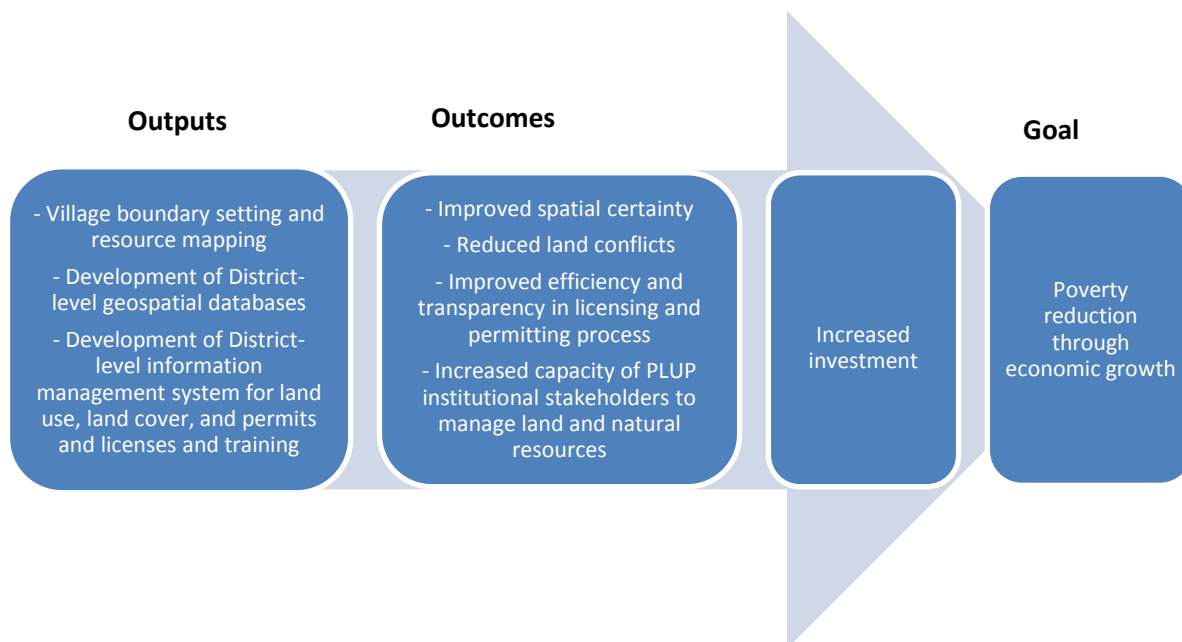 Outputs
- Village boundary setting and
resource mapping
- Development of District-
level geospatial databases
- Development of District-
level information
management system for land
use, land cover, and permits
and licenses and training
Outcomes
- Improved spatial certainty
- Reduced land conflicts
- Improved efficiency and
transparency in licensing and
permitting process
- Increased capacity of PLUP
institutional stakeholders to
manage land and natural
resources
Increased
investment
Goal
Poverty
reduction
through
economic growth